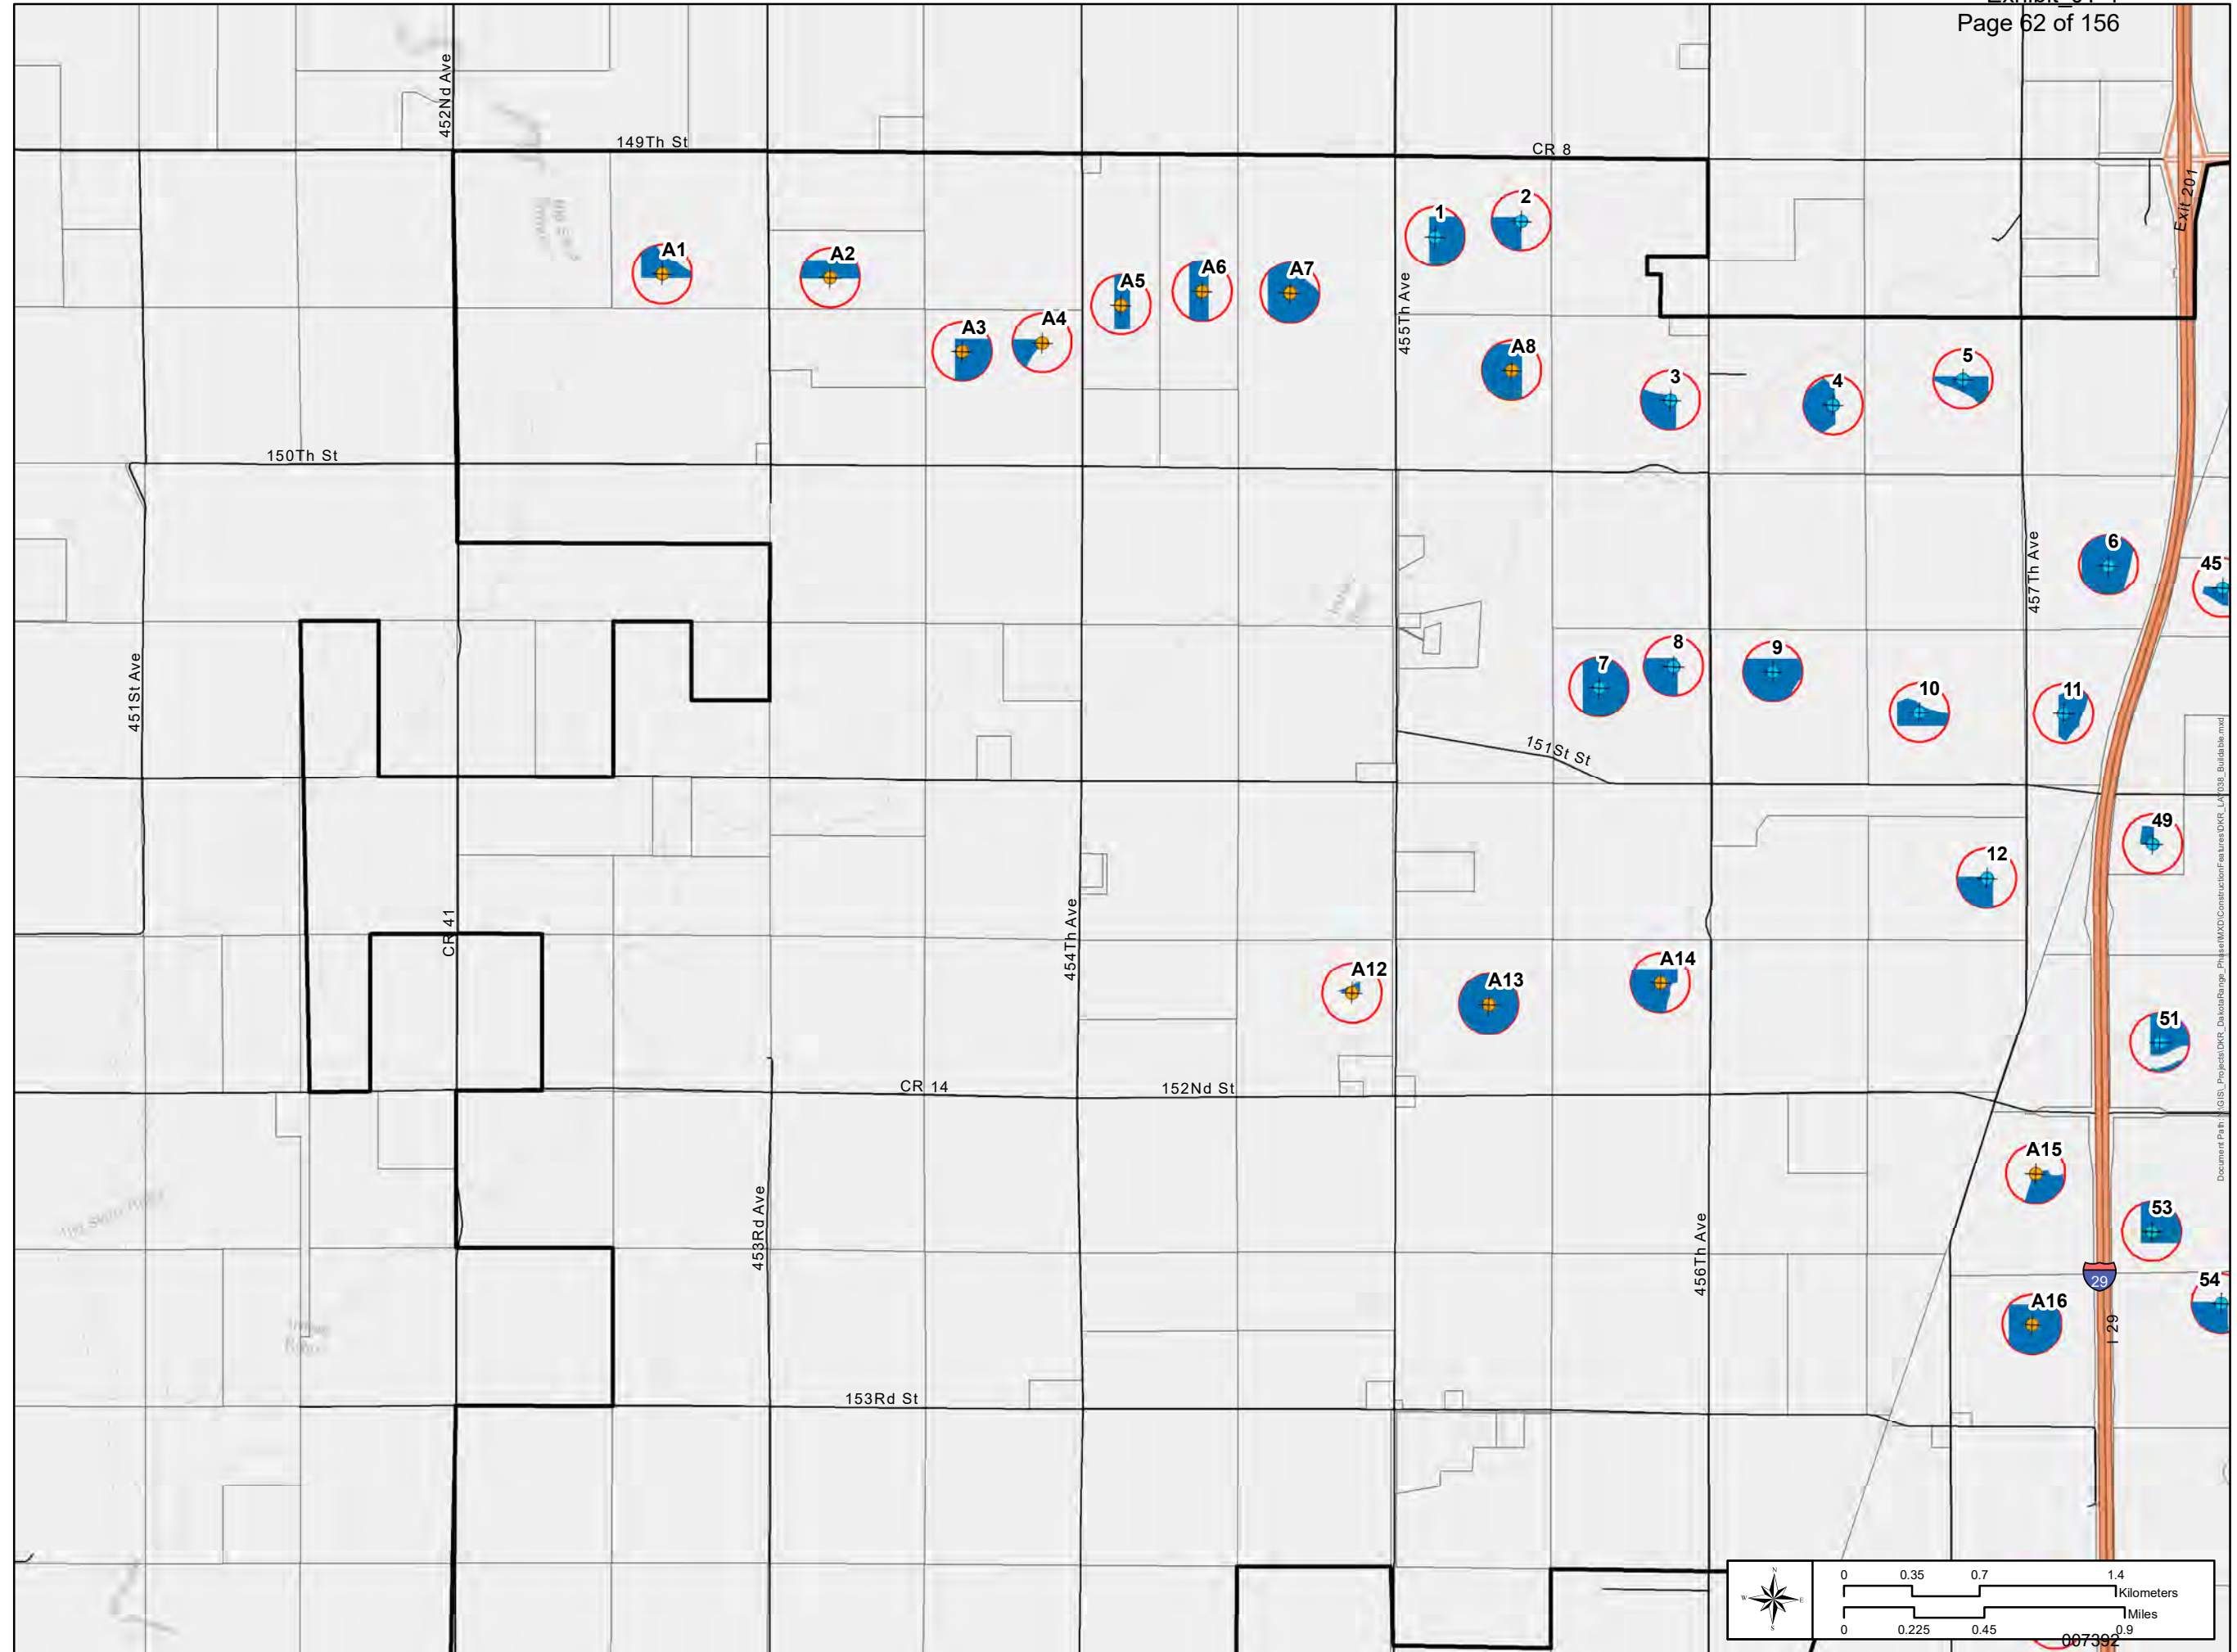 Page 62 of 156
452Nd Ave
149Th St
CR 8
Exit 201
1
2
A1
A2
A3
A4
A5
A6
A7
455Th Ave
A8
3
4
5
150Th St
457Th Ave
6
45
451St Ave
7
8
9
10
11
151St St
49
12
CR 41
454Th Ave
A12
A13
A14
51
CR 14
152Nd St
A15
53
453Rd Ave
456Th Ave
29
54
A16
I 29
153Rd St
N
W
E
S
0 0.35 0.7 1.4
Kilometers
Miles
0 0.225 0.45 0.9
007392